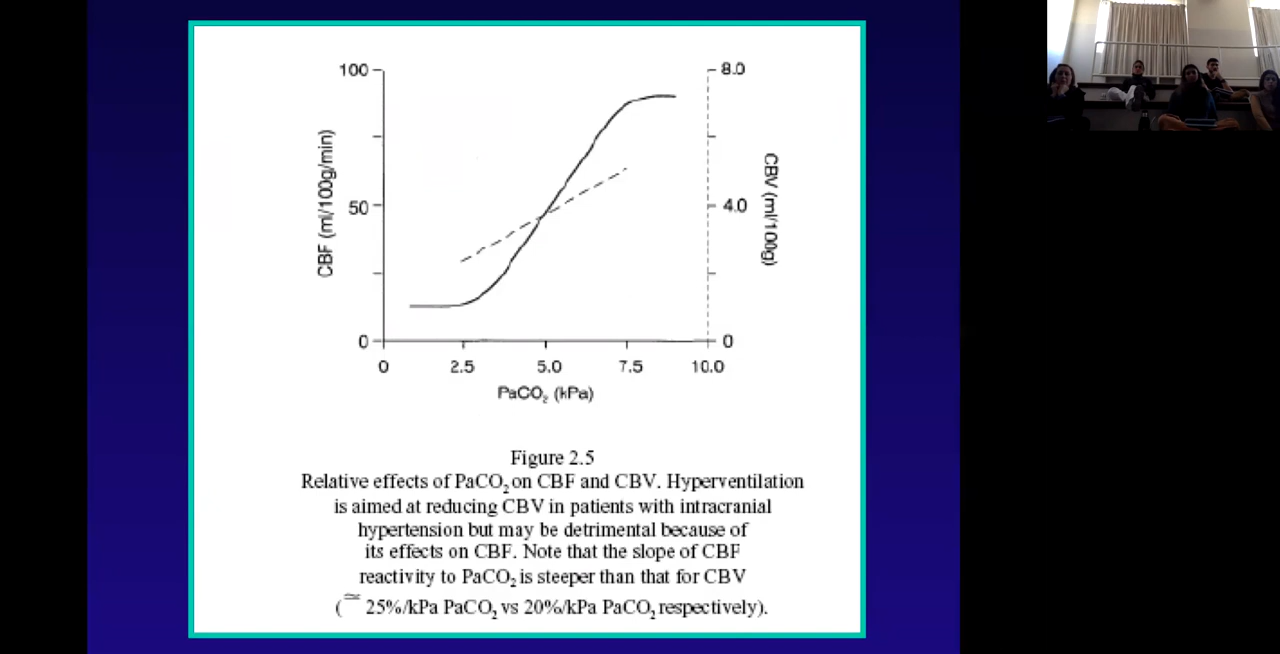 100
8.0
CBF (ml/100g/min)
CBV (ml/100g)
50
4.0
0
0
0
2.5
5.0
7.5
10.0
PaCO₂ (kPa)
Figure 2.5
Relative effects of PaCO₂ on CBF and CBV. Hyperventilation
is aimed at reducing CBV in patients with intracranial
hypertension but may be detrimental because of
its effects on CBF. Note that the slope of CBF
reactivity to PaCO₂ is steeper than that for CBV
(≅ 25%/kPa PaCO₂ vs 20%/kPa PaCO₂ respectively).